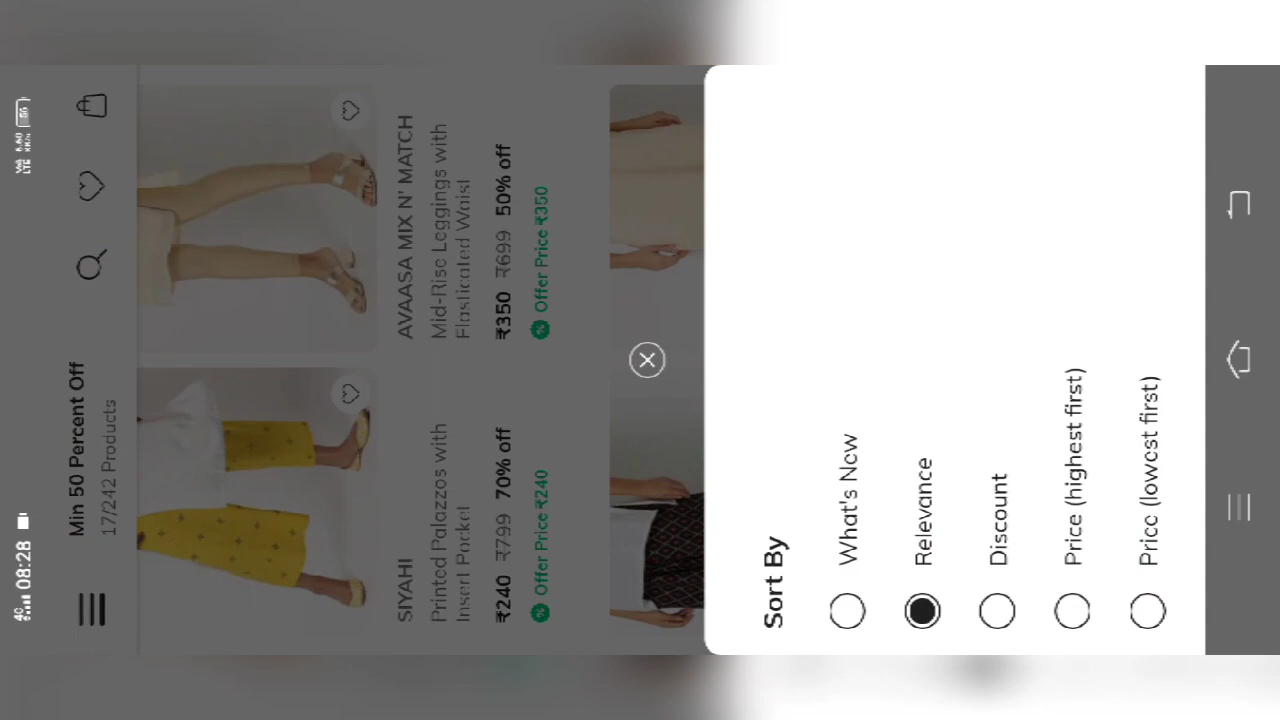 08:28
4G
Min 50 Percent Off
17/242 Products
SIYAHI
Printed Palazzos with
Insert Pocket
₹240 ₹799 70% off
Offer Price ₹240
AVAASA MIX N' MATCH
Mid-Rise Leggings with
Elasticated Waist
₹350 ₹699 50% off
Offer Price ₹350
Sort By
What's New
Relevance
Discount
Price (highest first)
Price (lowest first)